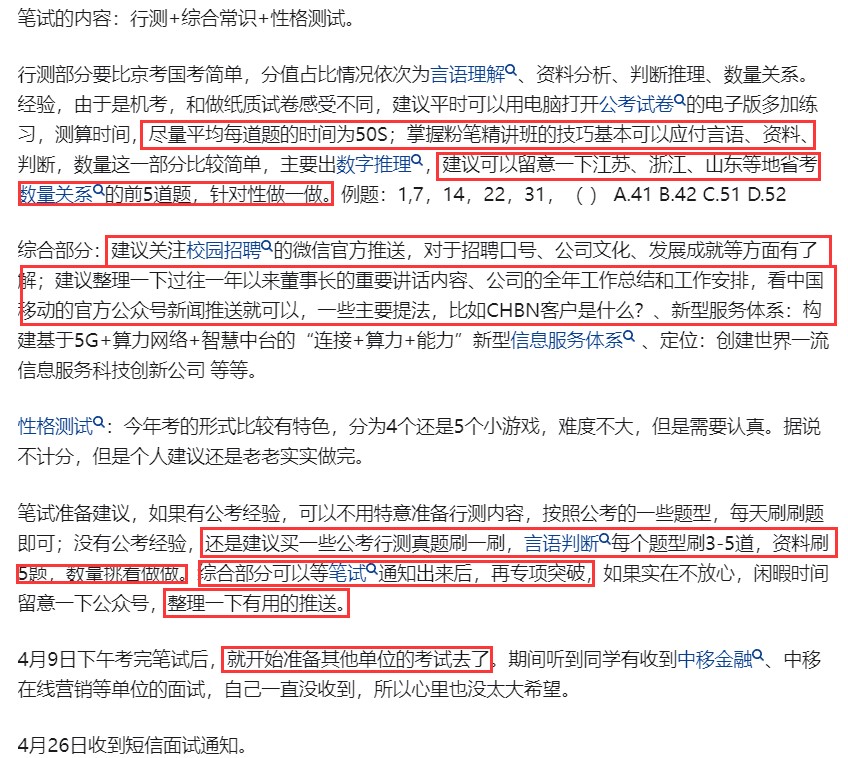 笔试的内容：行测+综合常识+性格测试。
行测部分要比京考国考简单，分值占比情况依次为言语理解、资料分析、判断推理、数量关系。
经验，由于是机考，和做纸质试卷感受不同，建议平时可以用电脑打开公考试卷的电子版多加练
习，测算时间，尽量平均每道题的时间为50S；掌握粉笔精讲班的技巧基本可以应付言语、资料、
判断，数量这一部分比较简单，主要出数字推理，建议可以留意一下江苏、浙江、山东等地省考
数量关系的前5道题，针对性做一做。例题：1,7，14，22，31，（ ） A.41 B.42 C.51 D.52
综合部分：建议关注校园招聘的微信官方推送，对于招聘口号、公司文化、发展成就等方面有了
解；建议整理一下过往一年以来董事长的重要讲话内容、公司的全年工作总结和工作安排，看中国
移动的官方公众号新闻推送就可以，一些主要提法，比如CHBN客户是什么？、新型服务体系：构
建基于5G+算力网络+智慧中台的“连接+算力+能力”新型信息服务体系 、定位：创建世界一流
信息服务科技创新公司 等等。
性格测试：今年考的形式比较有特色，分为4个还是5个小游戏，难度不大，但是需要认真。据说
不计分，但是个人建议还是老老实实做完。
笔试准备建议，如果有公考经验，可以不用特意准备行测内容，按照公考的一些题型，每天刷刷题
即可；没有公考经验，还是建议买一些公考行测真题刷一刷，言语判断每个题型刷3-5道，资料刷
5题，数量挑着做做。综合部分可以等笔试通知出来后，再专项突破，如果实在不放心，闲暇时间
留意一下公众号，整理一下有用的推送。
4月9日下午考完笔试后，就开始准备其他单位的考试去了。期间听到同学有收到中移金融、中移
在线营销等单位的面试，自己一直没收到，所以心里也没太大希望。
4月26日收到短信面试通知。